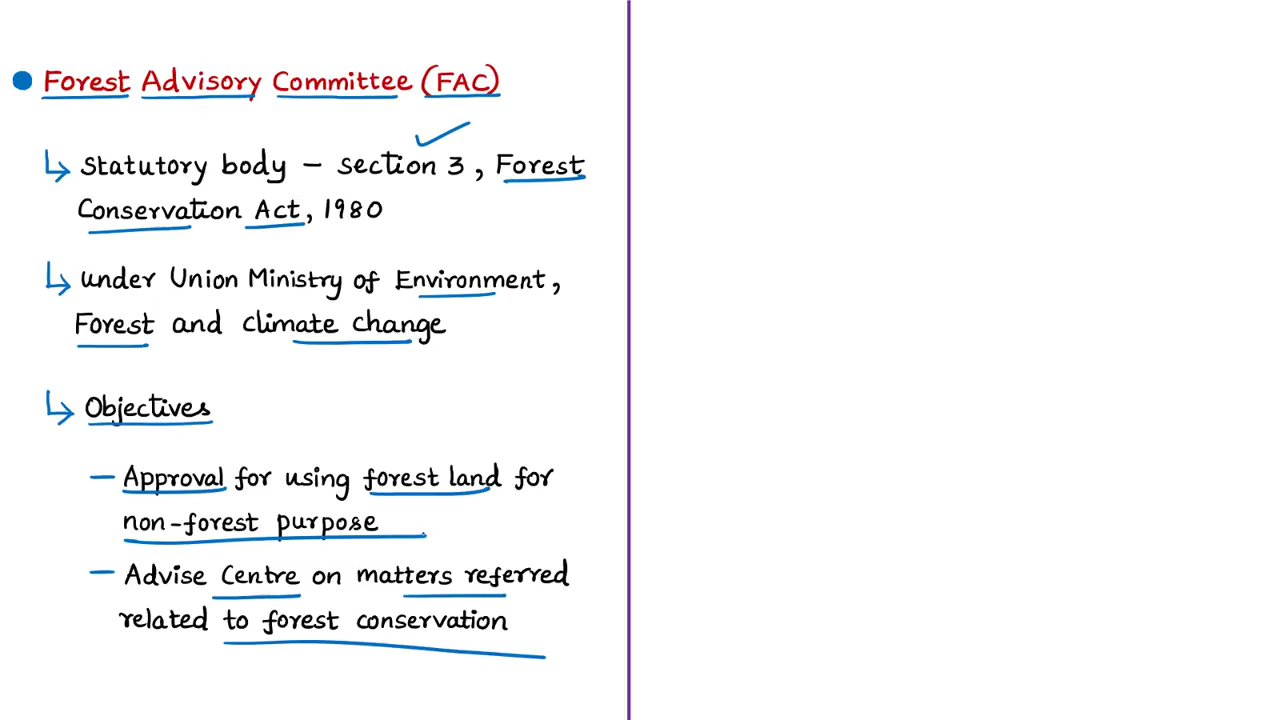 Forest Advisory Committee (FAC)
Statutory body – section 3, Forest
Conservation Act, 1980
under Union Ministry of Environment,
Forest and climate change
Objectives
– Approval for using forest land for
non-forest purpose
– Advise Centre on matters referred
related to forest conservation